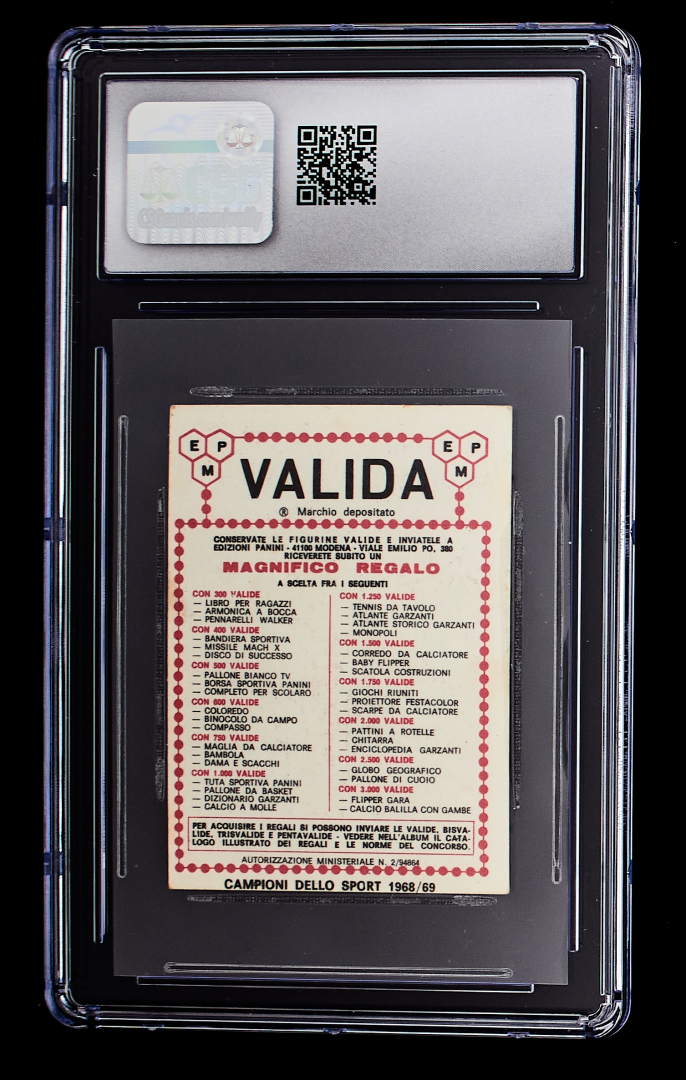 CSG
E P
M
VALIDA
E P
M
® Marchio depositato
CONSERVATE LE FIGURINE VALIDE E INVIATELE A
EDIZIONI PANINI - 41100 MODENA - VIALE EMILIO PO, 380
RICEVERETE SUBITO UN
MAGNIFICO REGALO
A SCELTA FRA I SEGUENTI
CON 300 VALIDE
— LIBRO PER RAGAZZI
— ARMONICA A BOCCA
— PENNARELLI WALKER
CON 400 VALIDE
— BANDIERA SPORTIVA
— MISSILE MACH X
— DISCO DI SUCCESSO
CON 500 VALIDE
— PALLONE BIANCO TV
— BORSA SPORTIVA PANINI
— COMPLETO PER SCOLARO
CON 600 VALIDE
— COLOREDO
— BINOCOLO DA CAMPO
— COMPASSO
CON 750 VALIDE
— MAGLIA DA CALCIATORE
— BAMBOLA
— DAMA E SCACCHI
CON 1.000 VALIDE
— TUTA SPORTIVA PANINI
— PALLONE DA BASKET
— DIZIONARIO GARZANTI
— CALCIO A MOLLE
CON 1.250 VALIDE
— TENNIS DA TAVOLO
— ATLANTE GARZANTI
— ATLANTE STORICO GARZANTI
— MONOPOLI
CON 1.500 VALIDE
— CORREDO DA CALCIATORE
— BABY FLIPPER
— SCATOLA COSTRUZIONI
CON 1.750 VALIDE
— GIOCHI RIUNITI
— PROIETTORE FESTACOLOR
— SCARPE DA CALCIATORE
CON 2.000 VALIDE
— PATTINI A ROTELLE
— CHITARRA
— ENCICLOPEDIA GARZANTI
CON 2.500 VALIDE
— GLOBO GEOGRAFICO
— PALLONE DI CUOIO
CON 3.000 VALIDE
— FLIPPER GARA
— CALCIO BALILLA CON GAMBE
PER ACQUISIRE I REGALI SI POSSONO INVIARE LE VALIDE, BISVA-
LIDE, TRISVALIDE E PENTAVALIDE - VEDERE NELL'ALBUM IL CATA-
LOGO ILLUSTRATO DEI REGALI E LE NORME DEL CONCORSO.
AUTORIZZAZIONE MINISTERIALE N. 2/94864
CAMPIONI DELLO SPORT 1968/69